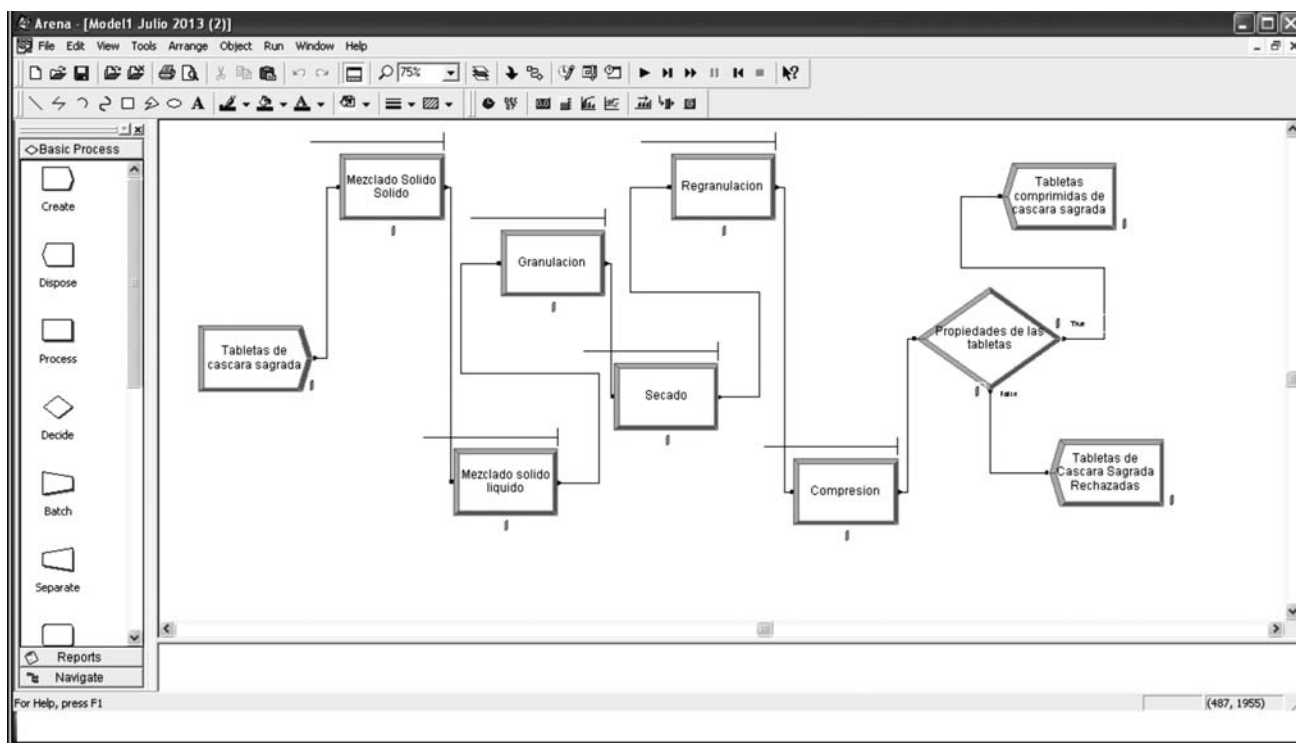 Arena - [Model1 Julio 2013 (2)]
File Edit View Tools Arrange Object Run Window Help
75%
A
Basic Process
Create
Dispose
Process
Decide
Batch
Separate
Reports
Navigate
Tabletas de
cascara sagrada
Mezclado Solido
Solido
Mezclado solido
liquido
Granulacion
Secado
Regranulacion
Compresion
Propiedades de las
tabletas
True
False
Tabletas
comprimidas de
cascara sagrada
Tabletas de
Cascara Sagrada
Rechazadas
For Help, press F1
(487, 1955)